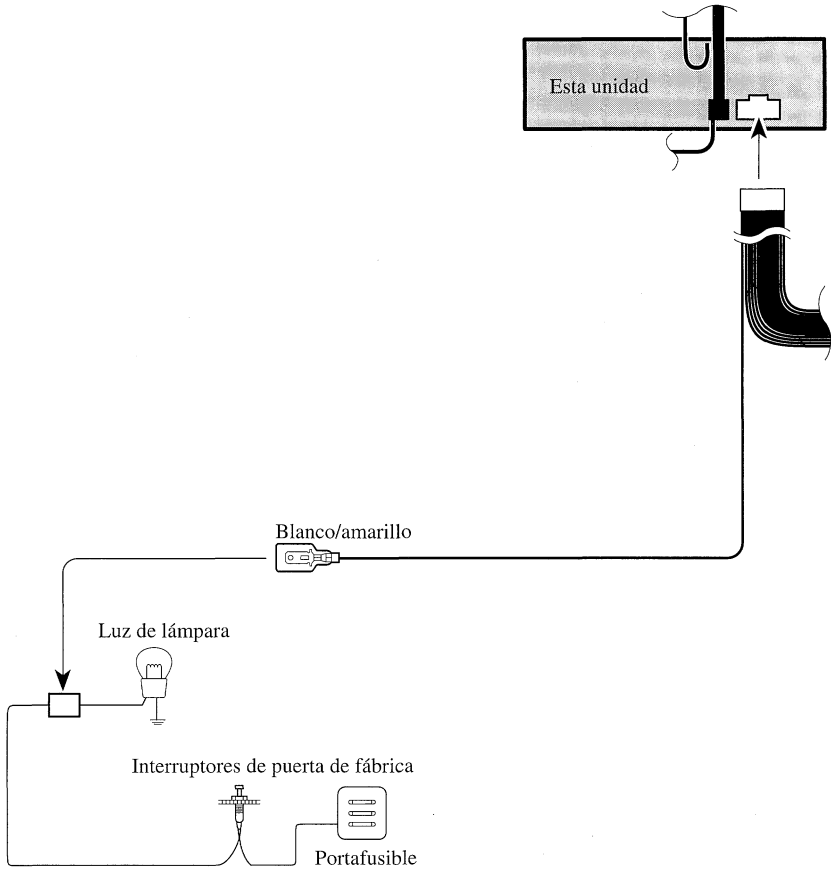 Esta unidad
Blanco/amarillo
Luz de lámpara
Interruptores de puerta de fábrica
Portafusible